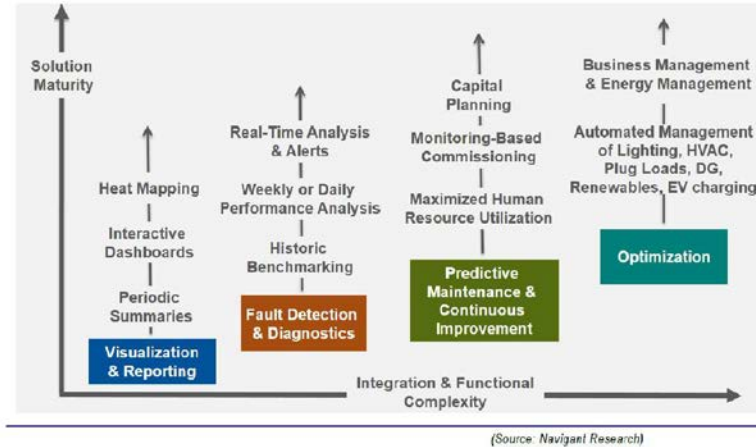 Solution
Maturity
Heat Mapping
Interactive
Dashboards
Periodic
Summaries
Visualization
& Reporting
Real-Time Analysis
& Alerts
Weekly or Daily
Performance Analysis
Historic
Benchmarking
Fault Detection
& Diagnostics
Capital
Planning
Monitoring-Based
Commissioning
Maximized Human
Resource Utilization
Predictive
Maintenance &
Continuous
Improvement
Business Management
& Energy Management
Automated Management
of Lighting, HVAC,
Plug Loads, DG,
Renewables, EV charging
Optimization
Integration & Functional
Complexity
(Source: Navigant Research)